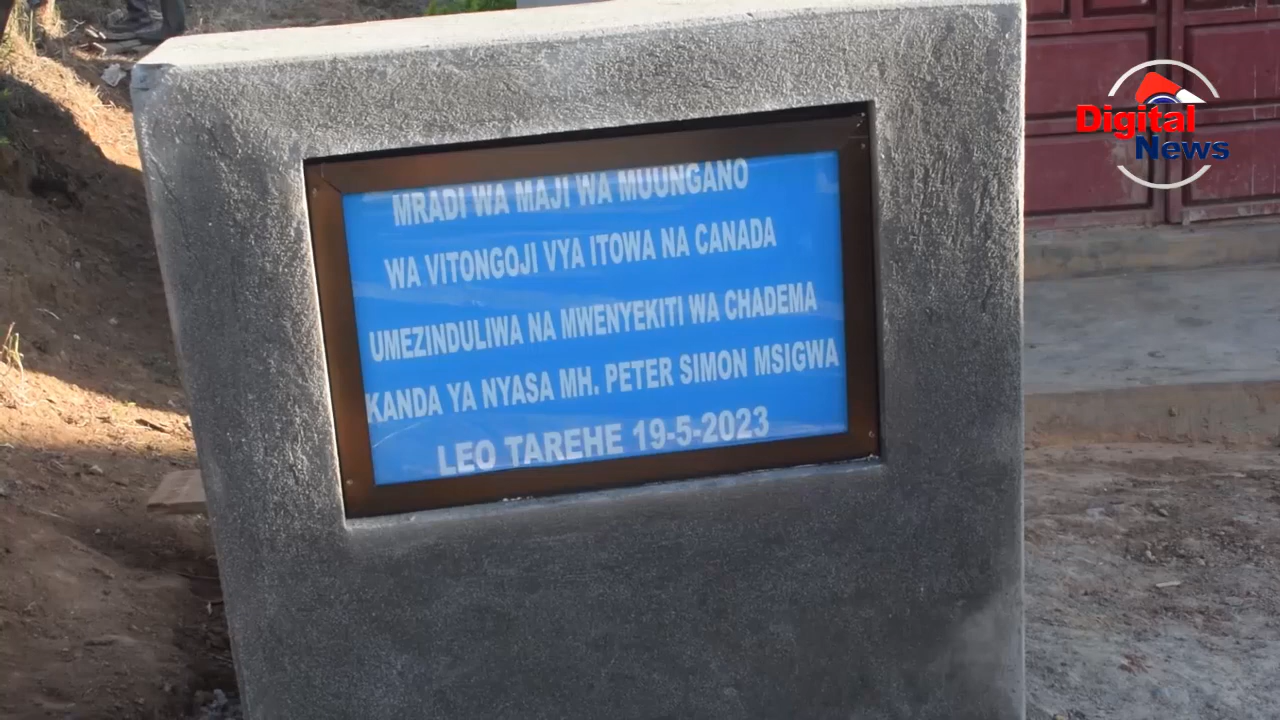 MRADI WA MAJI WA MUUNGANO
WA VITONGOJI VYA ITOWA NA CANADA
UMEZINDULIWA NA MWENYEKITI WA CHADEMA
KANDA YA NYASA MH. PETER SIMON MSIGWA
LEO TAREHE 19-5-2023
Digital
News